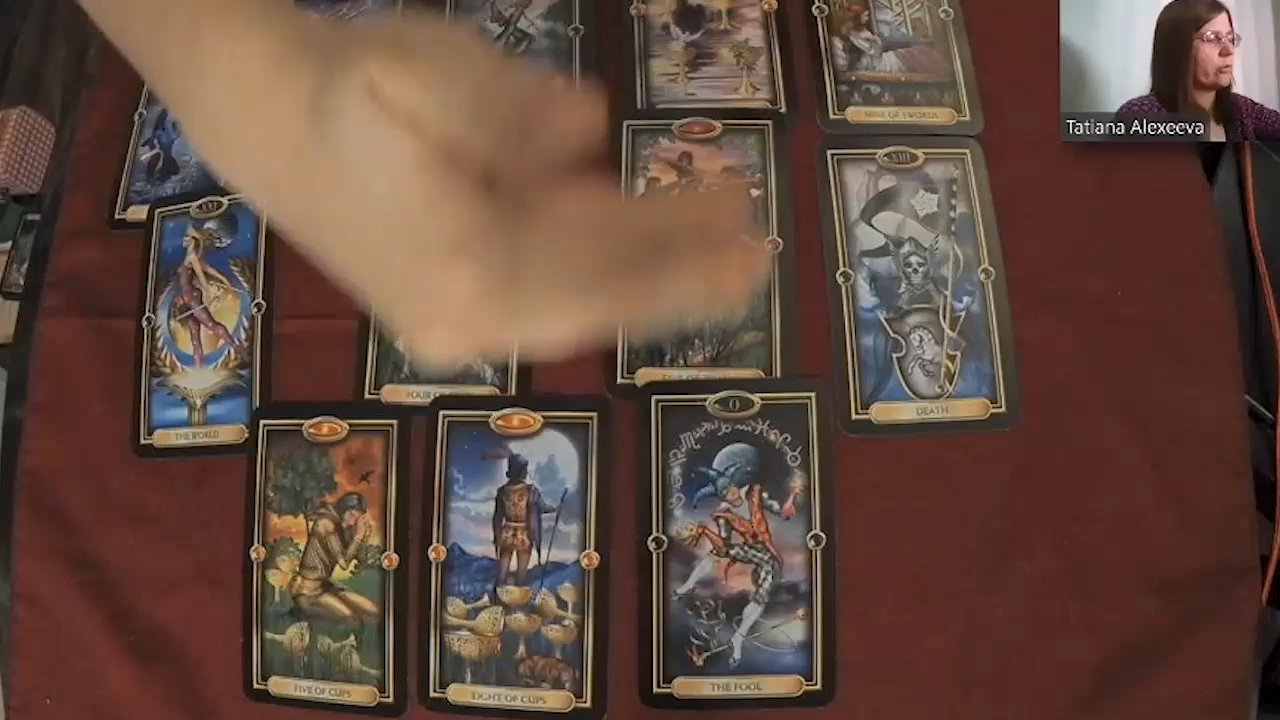 NINE OF SWORDS
Tatiana Alexeeva
XIII
XXI
THE WORLD
FOUR OF
DEATH
0
FIVE OF CUPS
EIGHT OF CUPS
THE FOOL